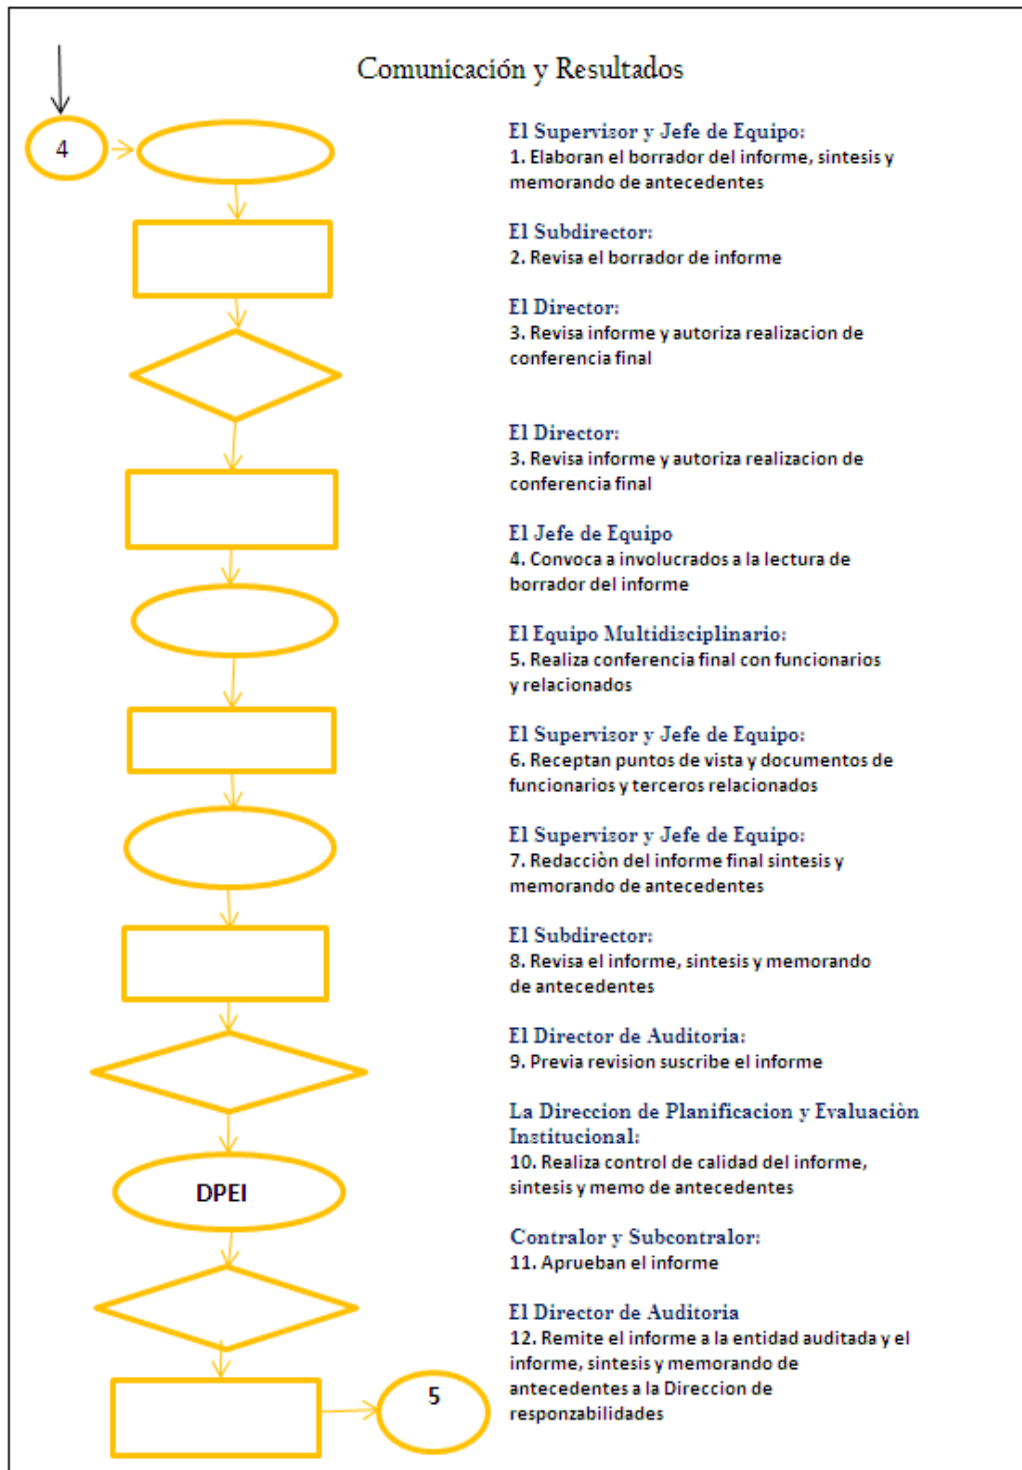 Comunicación y Resultados
4
El Supervisor y Jefe de Equipo:
1. Elaboran el borrador del informe, sintesis y
memorando de antecedentes
El Subdirector:
2. Revisa el borrador de informe
El Director:
3. Revisa informe y autoriza realizacion de
conferencia final
El Director:
3. Revisa informe y autoriza realizacion de
conferencia final
El Jefe de Equipo
4. Convoca a involucrados a la lectura de
borrador del informe
El Equipo Multidisciplinario:
5. Realiza conferencia final con funcionarios
y relacionados
El Supervisor y Jefe de Equipo:
6. Receptan puntos de vista y documentos de
funcionarios y terceros relacionados
El Supervisor y Jefe de Equipo:
7. Redacciòn del informe final sintesis y
memorando de antecedentes
El Subdirector:
8. Revisa el informe, sintesis y memorando
de antecedentes
El Director de Auditoria:
9. Previa revision suscribe el informe
La Direccion de Planificacion y Evaluaciòn
Institucional:
10. Realiza control de calidad del informe,
sintesis y memo de antecedentes
DPEI
Contralor y Subcontralor:
11. Aprueban el informe
El Director de Auditoria
12. Remite el informe a la entidad auditada y el
informe, sintesis y memorando de
antecedentes a la Direccion de
responzabilidades
5